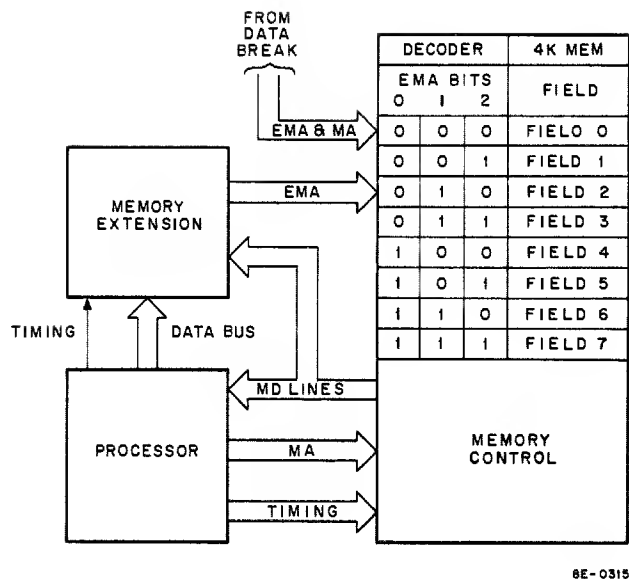 FROM
DATA
BREAK
DECODER 4K MEM
EMA BITS FIELD
0 1 2
EMA & MA
0 0 0 FIELO 0
0 0 1 FIELD 1
EMA
0 1 0 FIELD 2
0 1 1 FIELD 3
1 0 0 FIELD 4
1 0 1 FIELD 5
1 1 0 FIELD 6
1 1 1 FIELD 7
MEMORY
EXTENSION
TIMING
DATA BUS
MD LINES
PROCESSOR
MA
TIMING
MEMORY
CONTROL
8E-0315